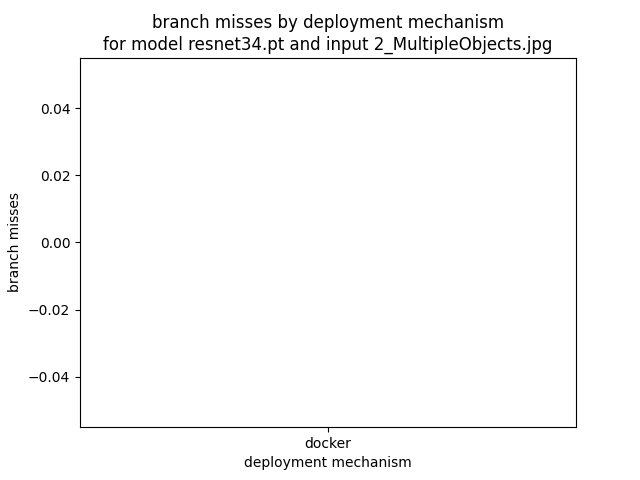 branch misses by deployment mechanism
for model resnet34.pt and input 2_MultipleObjects.jpg
branch misses
0.04
0.02
0.00
−0.02
−0.04
docker
deployment mechanism